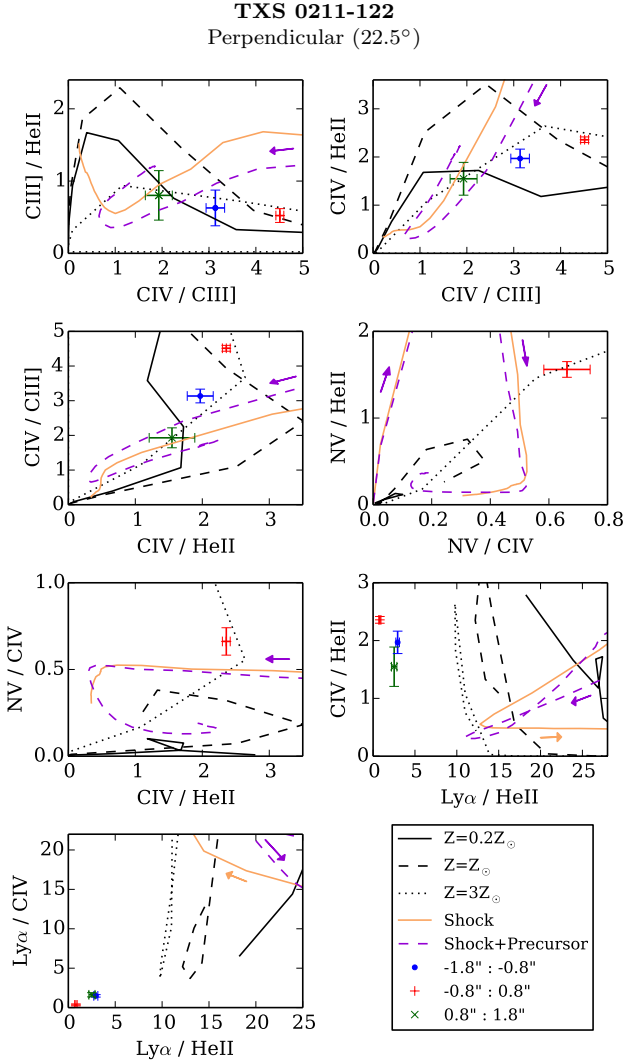 TXS 0211-122
Perpendicular (22.5°)
CIII] / HeII
2
1
0
0 1 2 3 4 5
CIV / CIII]
CIV / HeII
3
2
1
0
0 1 2 3 4 5
CIV / CIII]
CIV / CIII]
5
4
3
2
1
0
0 1 2 3
CIV / HeII
NV / HeII
2
1
0
0.0 0.2 0.4 0.6 0.8
NV / CIV
NV / CIV
1.0
0.5
0.0
0 1 2 3
CIV / HeII
CIV / HeII
3
2
1
0
0 5 10 15 20 25
Lyα / HeII
Lyα / CIV
20
15
10
5
0
0 5 10 15 20 25
Lyα / HeII
Z=0.2Z☉
Z=Z☉
Z=3Z☉
Shock
Shock+Precursor
-1.8" : -0.8"
-0.8" : 0.8"
0.8" : 1.8"